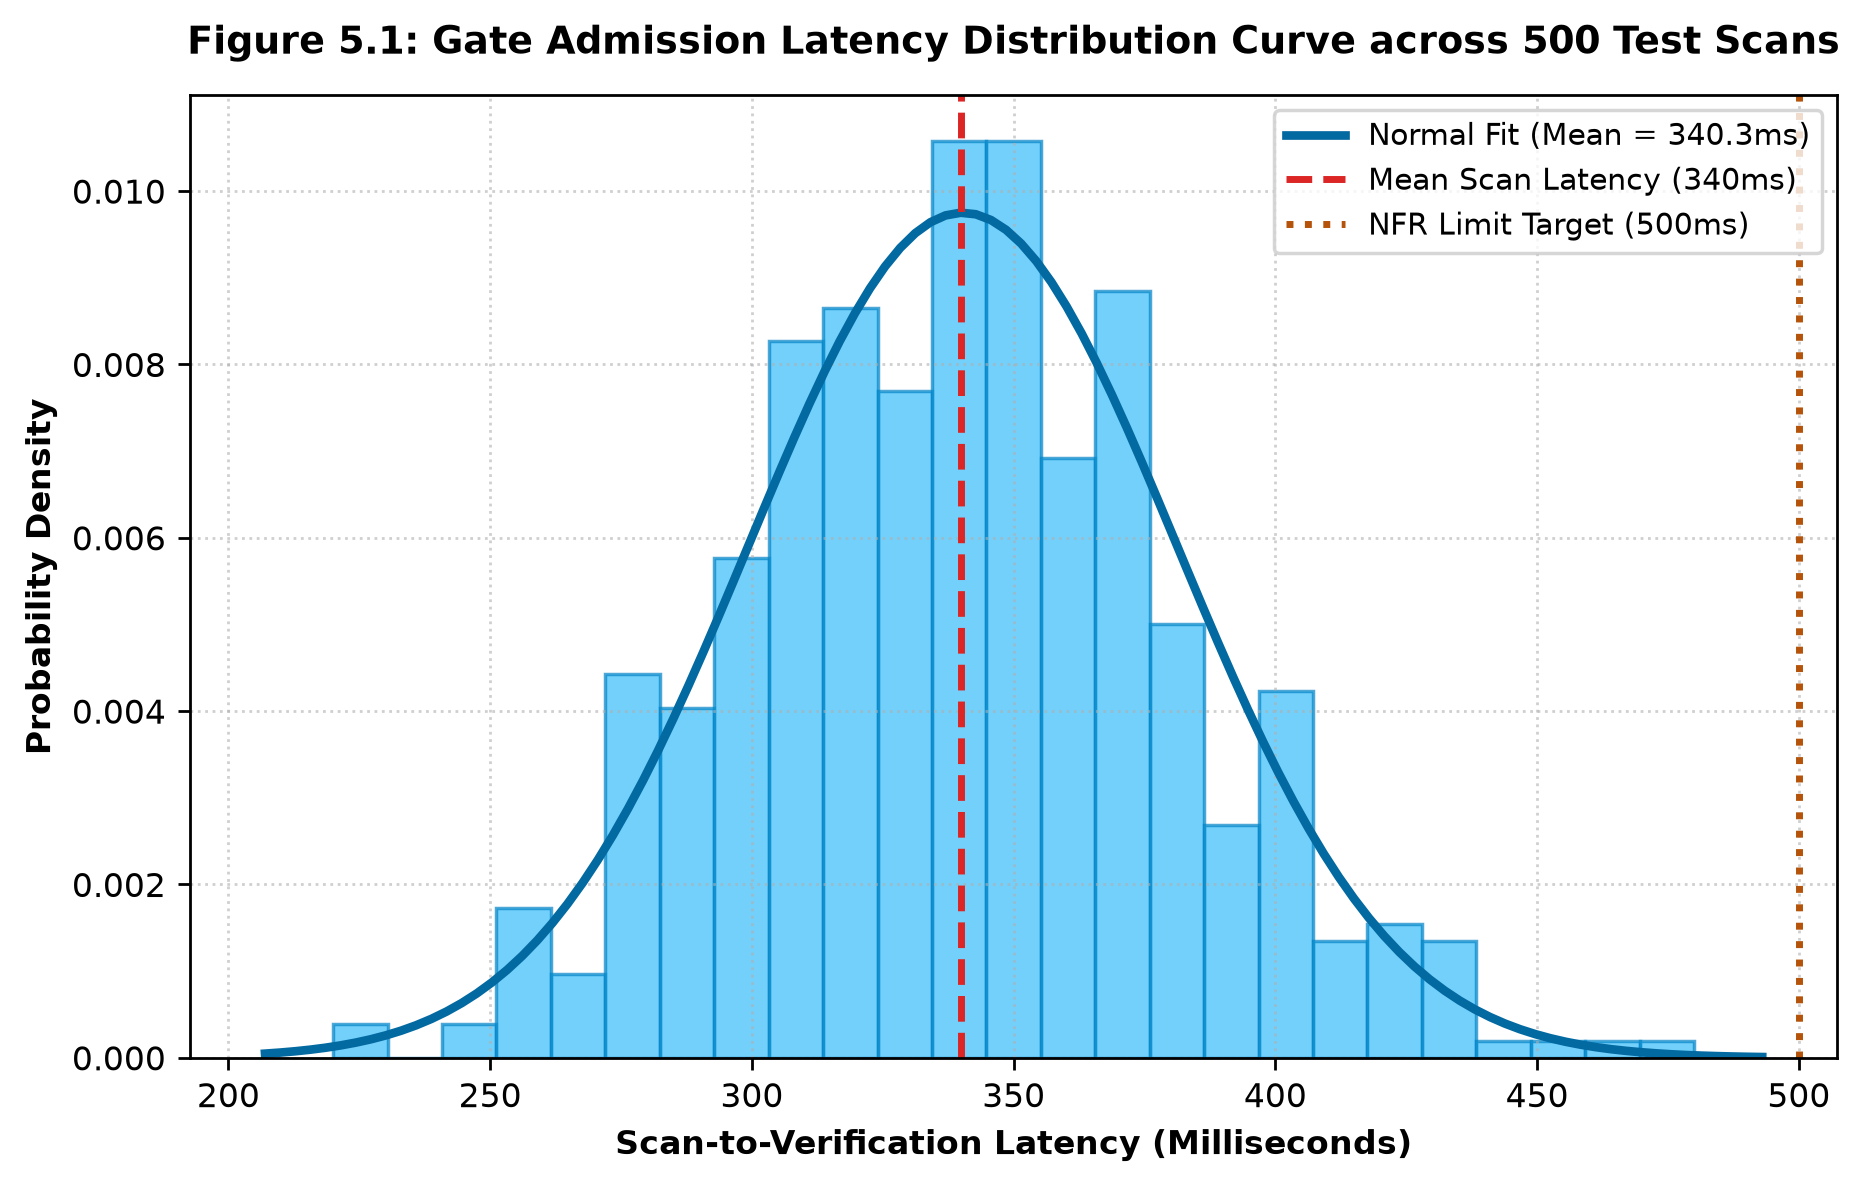 Figure 5.1: Gate Admission Latency Distribution Curve across 500 Test Scans
Normal Fit (Mean = 340.3ms)
Mean Scan Latency (340ms)
NFR Limit Target (500ms)
Probability Density
0.010
0.008
0.006
0.004
0.002
0.000
200 250 300 350 400 450 500
Scan-to-Verification Latency (Milliseconds)